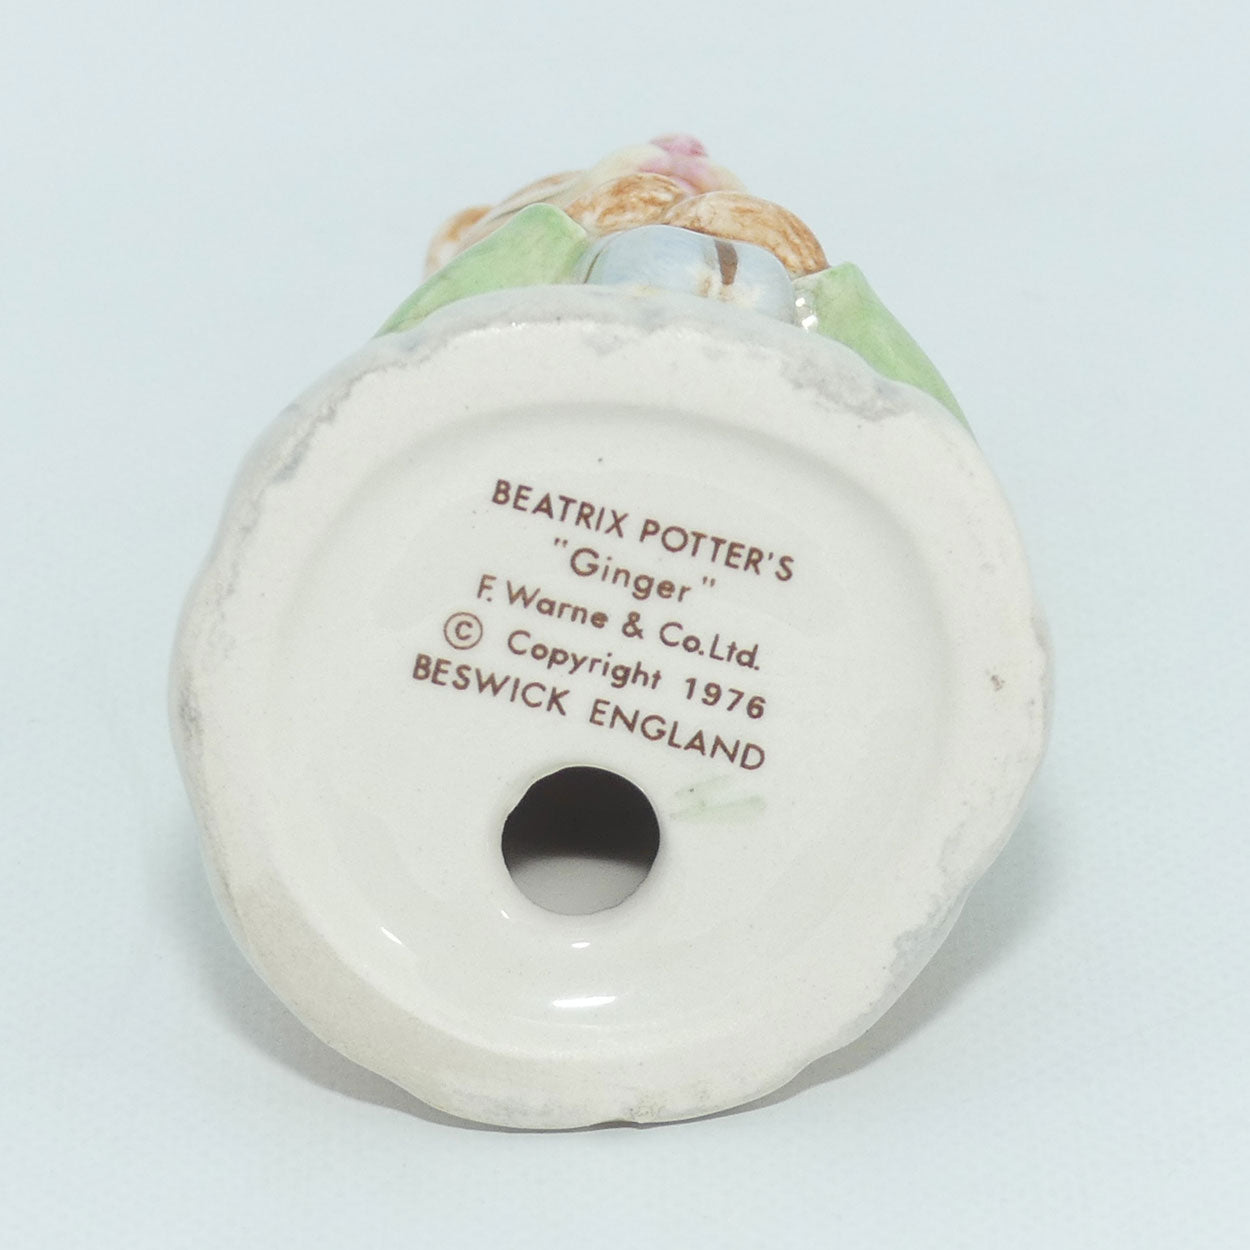 BEATRIX POTTER'S
"Ginger"
F. Warne & Co.Ltd.
© Copyright 1976
BESWICK ENGLAND